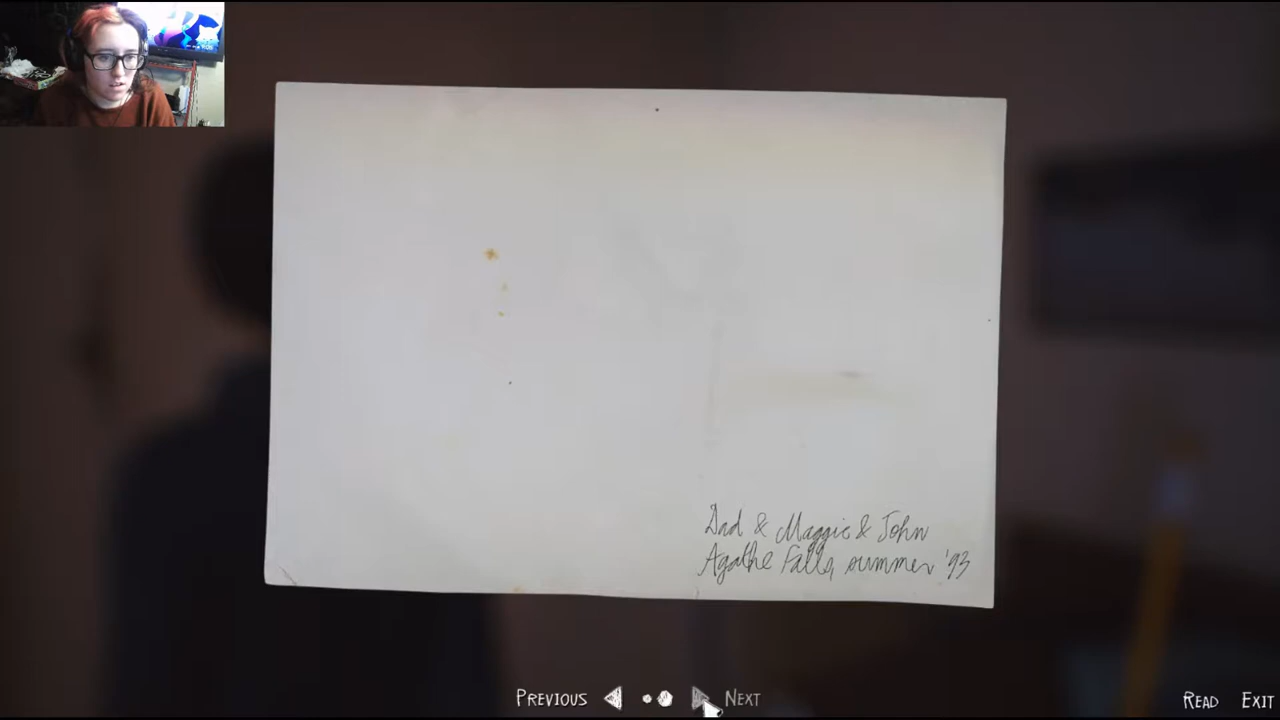 Dad & Maggie & John
Agathe Falls summer '93
PREVIOUS
NEXT
READ
EXIT